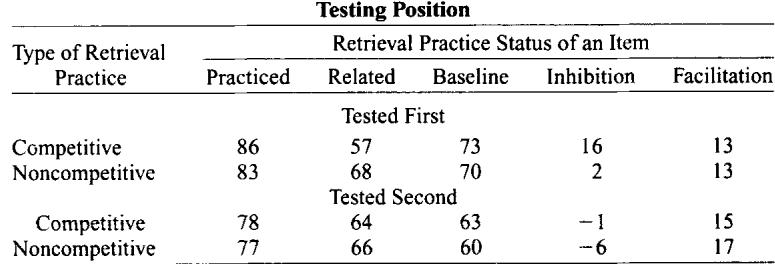 Testing Position
Type of Retrieval Practice Retrieval Practice Status of an Item
Practiced Related Baseline Inhibition Facilitation
Tested First
Competitive 86 57 73 16 13
Noncompetitive 83 68 70 2 13
Tested Second
Competitive 78 64 63 −1 15
Noncompetitive 77 66 60 −6 17